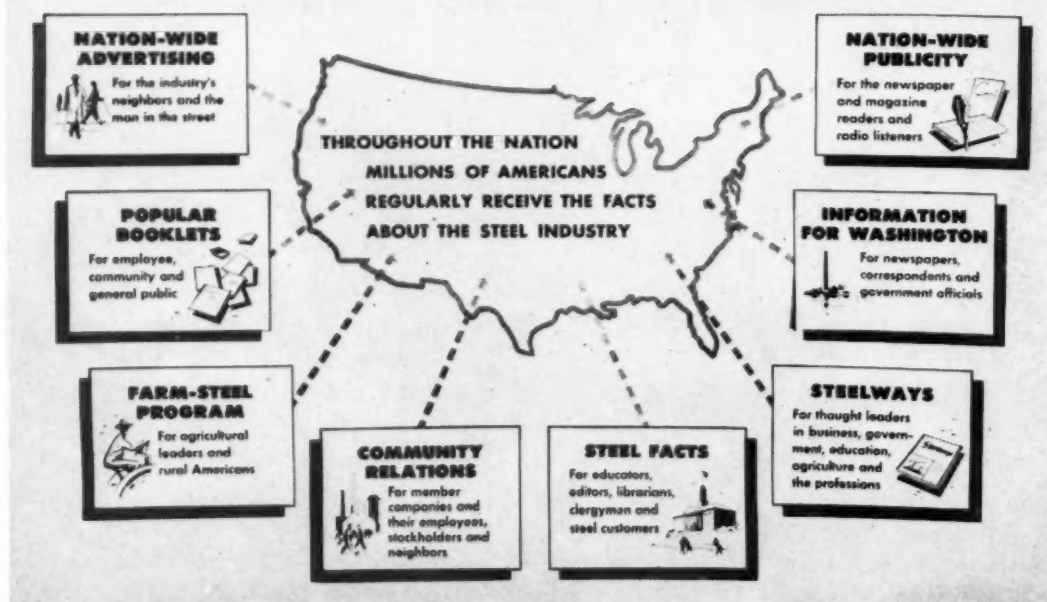 NATION-WIDE
ADVERTISING
For the industry's
neighbors and the
man in the street
NATION-WIDE
PUBLICITY
For the newspaper
and magazine
readers and
radio listeners
THROUGHOUT THE NATION
MILLIONS OF AMERICANS
REGULARLY RECEIVE THE FACTS
ABOUT THE STEEL INDUSTRY
POPULAR
BOOKLETS
For employee,
community and
general public
INFORMATION
FOR WASHINGTON
For newspapers,
correspondents and
government officials
FARM-STEEL
PROGRAM
For agricultural
leaders and
rural Americans
COMMUNITY
RELATIONS
For member
companies and
their employees,
stockholders and
neighbors
STEEL FACTS
For educators,
editors, librarians,
clergyman and
steel customers
STEELWAYS
For thought leaders
in business, govern-
ment, education,
agriculture and
the professions